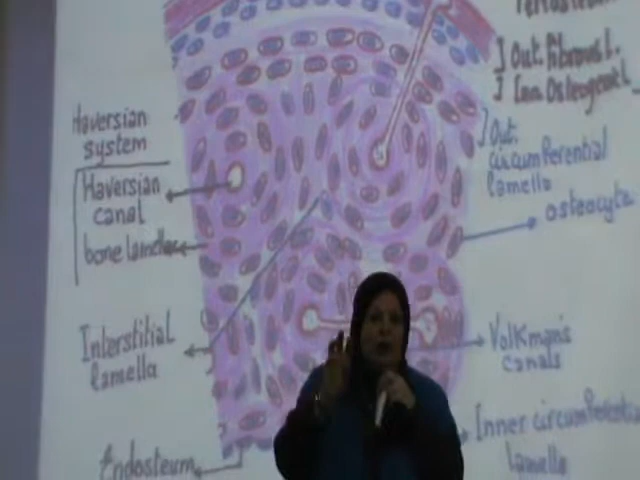 Haversian
system
Haversian
canal
bone lamellae
Interstitial
lamella
Endosteum
Periosteum
] Out. Fibrous l.
] Inn. Osteogenic l.
] Out.
circumferential
lamella
osteocyte
Volkman's
canals
Inner circumferential
lamella